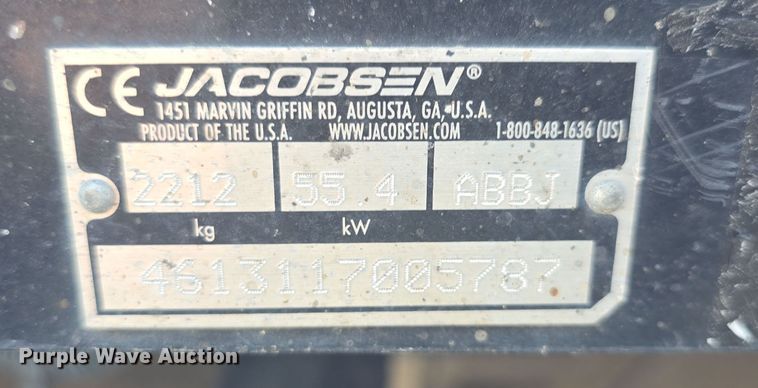 CE JACOBSEN®
1451 MARVIN GRIFFIN RD, AUGUSTA, GA, U.S.A.
PRODUCT OF THE U.S.A. WWW.JACOBSEN.COM 1-800-848-1636 (US)
2212 55.4 ABBJ
kg kW
4613117005787
Purple Wave Auction